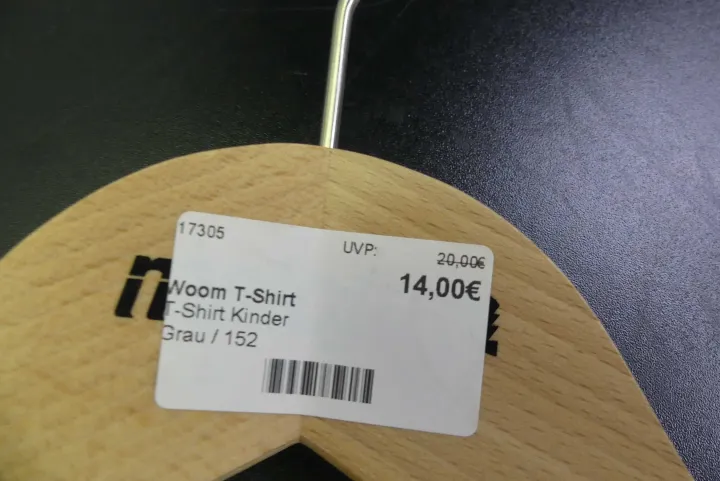 17305
UVP: 20,00€
14,00€
Woom T-Shirt
T-Shirt Kinder
Grau / 152